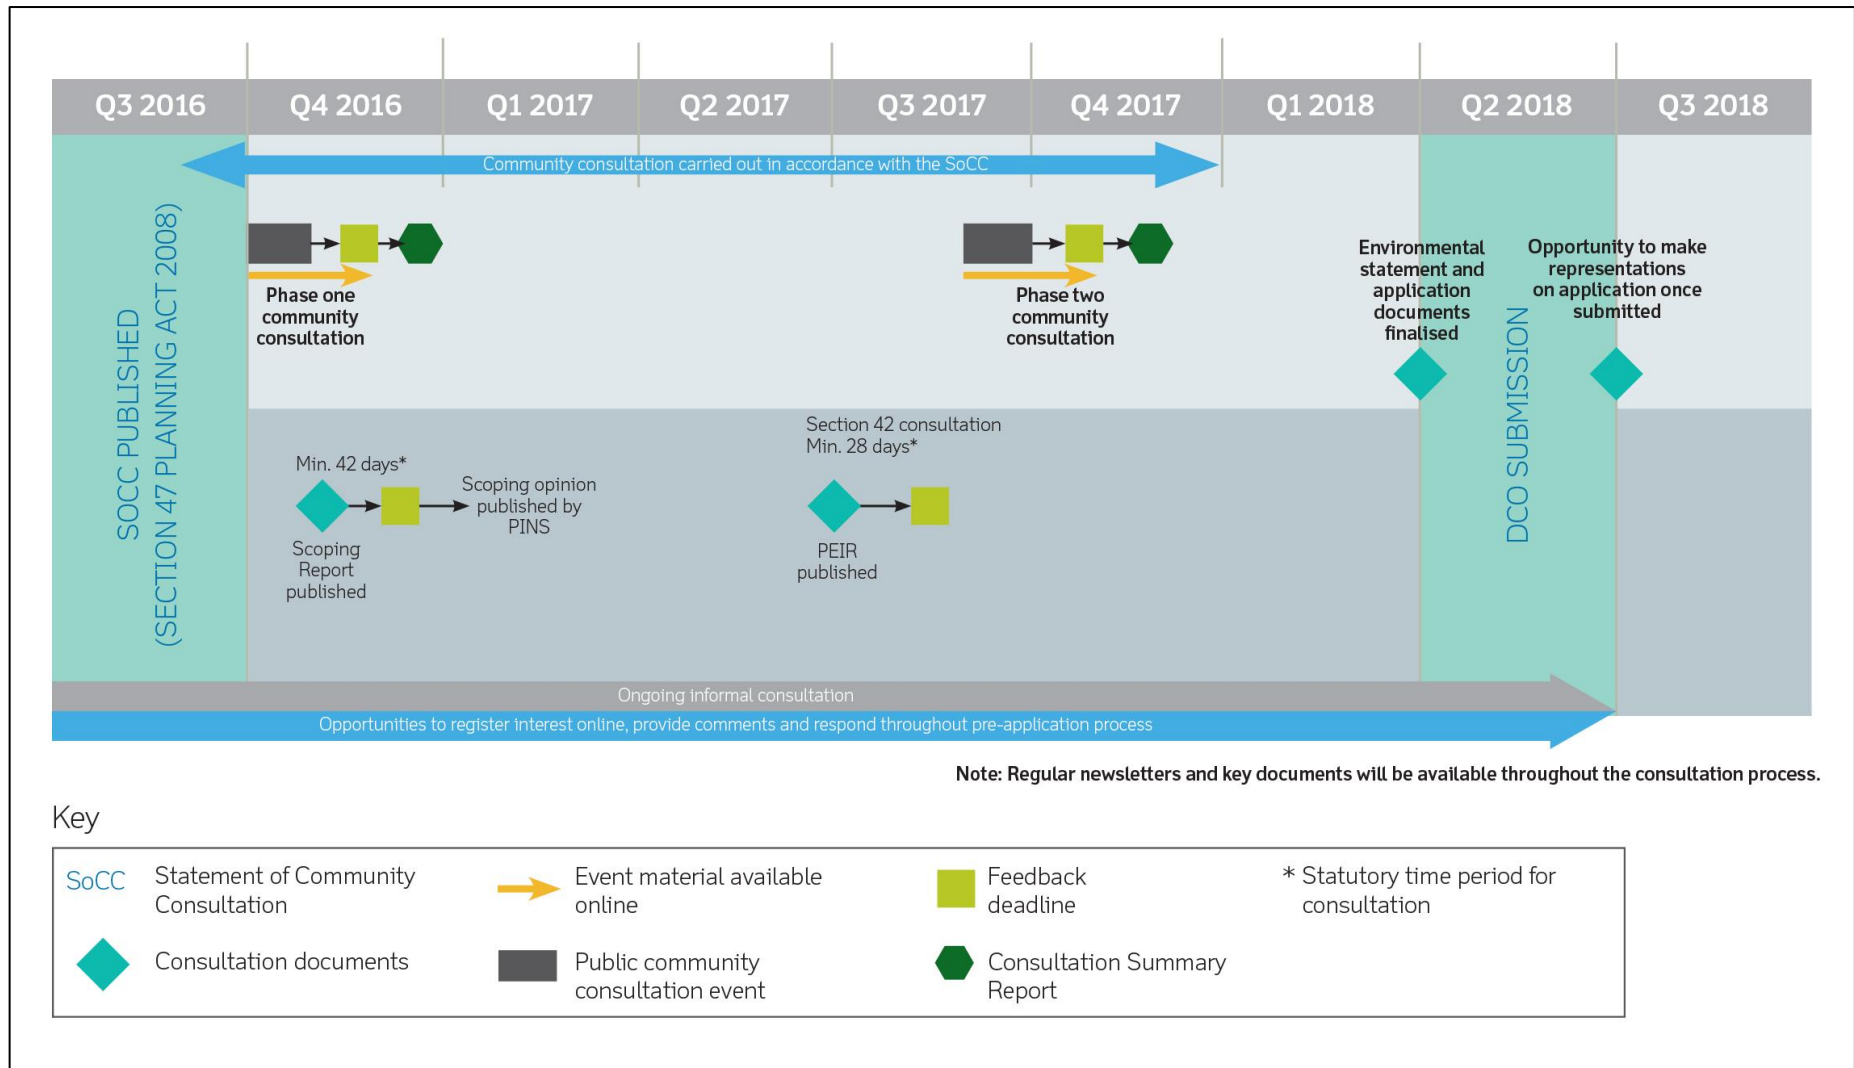 Q3 2016
Q4 2016
Q1 2017
Q2 2017
Q3 2017
Q4 2017
Q1 2018
Q2 2018
Q3 2018
Community consultation carried out in accordance with the SoCC
SOCC PUBLISHED
(SECTION 47 PLANNING ACT 2008)
Phase one
community
consultation
Phase two
community
consultation
Environmental
statement and
application
documents
finalised
Opportunity to make
representations
on application once
submitted
DCO SUBMISSION
Min. 42 days*
Scoping
Report
published
Scoping opinion
published by
PINS
Section 42 consultation
Min. 28 days*
PEIR
published
Ongoing informal consultation
Opportunities to register interest online, provide comments and respond throughout pre-application process
Note: Regular newsletters and key documents will be available throughout the consultation process.
Key
SoCC
Statement of Community
Consultation
Event material available
online
Feedback
deadline
* Statutory time period for
consultation
Consultation documents
Public community
consultation event
Consultation Summary
Report